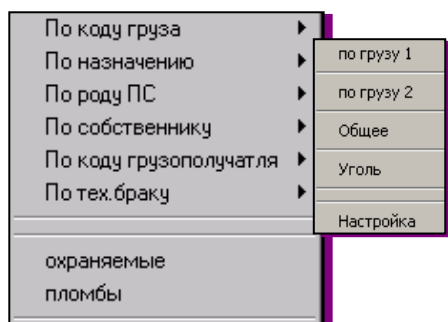 По коду груза
По назначению
По роду ПС
По собственнику
По коду грузополучатля
По тех.браку
охраняемые
пломбы
по грузу 1
по грузу 2
Общее
Уголь
Настройка